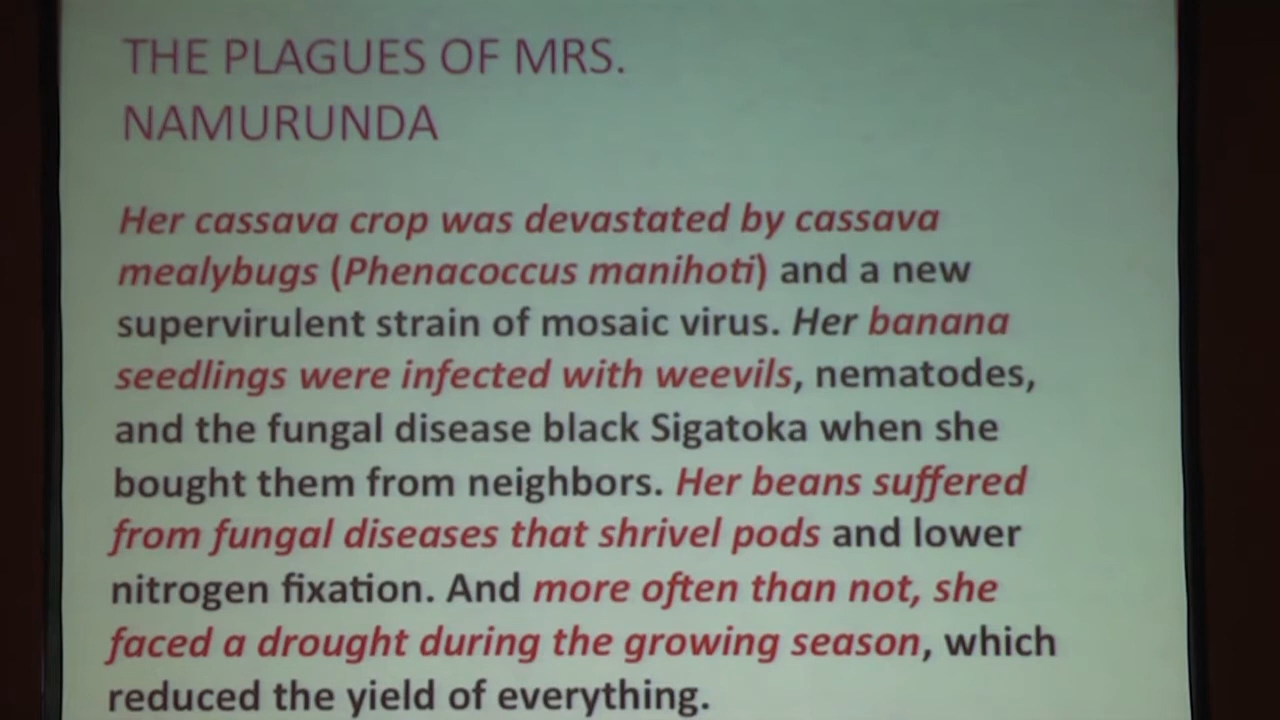 THE PLAGUES OF MRS.
NAMURUNDA
Her cassava crop was devastated by cassava
mealybugs (Phenacoccus manihoti) and a new
supervirulent strain of mosaic virus. Her banana
seedlings were infected with weevils, nematodes,
and the fungal disease black Sigatoka when she
bought them from neighbors. Her beans suffered
from fungal diseases that shrivel pods and lower
nitrogen fixation. And more often than not, she
faced a drought during the growing season, which
reduced the yield of everything.